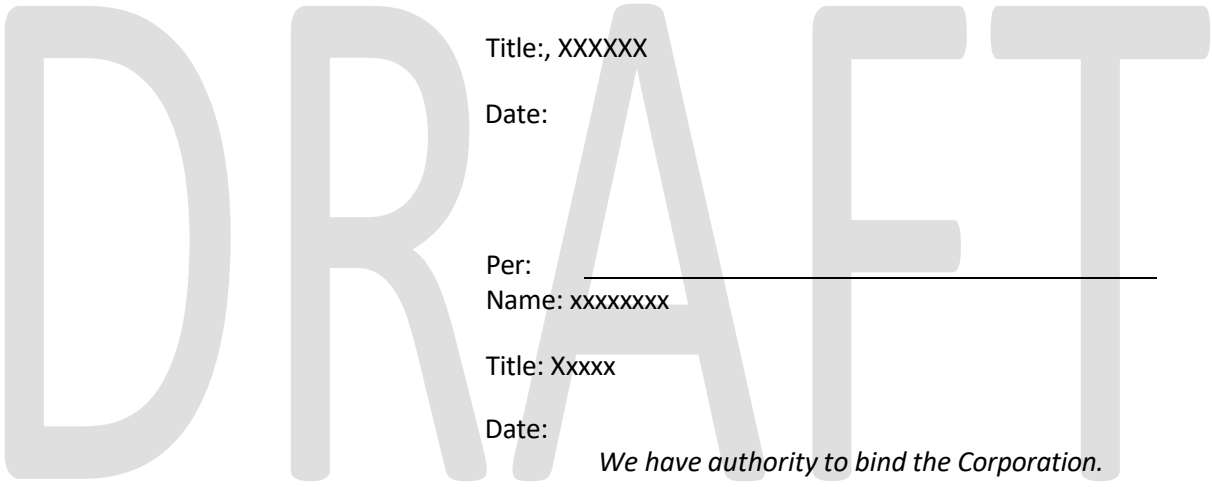 DRAFT
Title:, XXXXXX
Date:
Per:
Name: xxxxxxxx
Title: Xxxxx
Date:
We have authority to bind the Corporation.